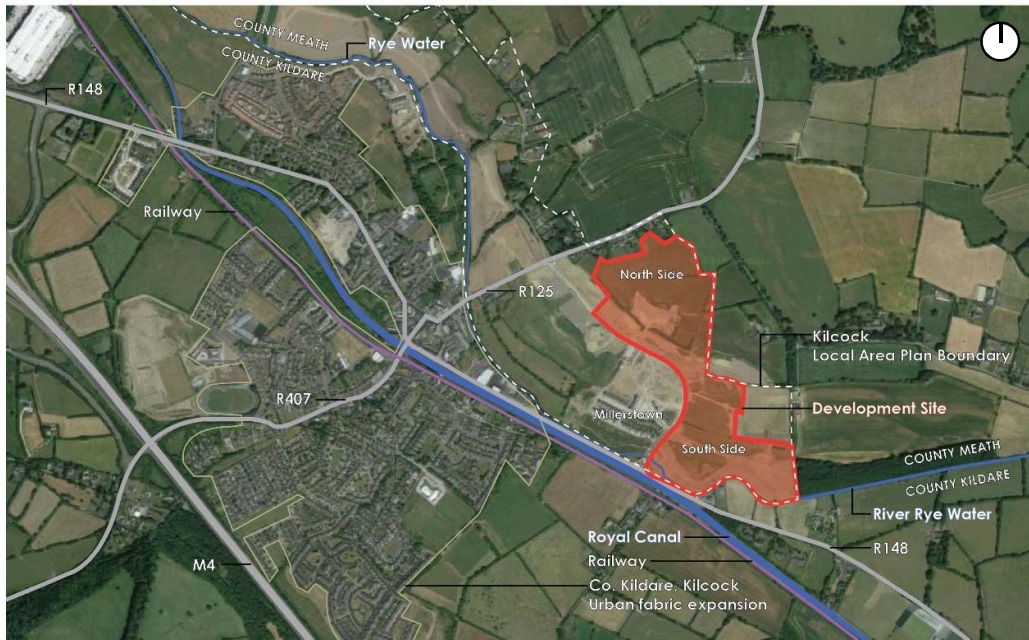 COUNTY MEATH
COUNTY KILDARE
Rye Water
R148
Railway
R125
North Side
Kilcock
Local Area Plan Boundary
R407
Millerstown
Development Site
South Side
COUNTY MEATH
COUNTY KILDARE
River Rye Water
Royal Canal
R148
Railway
M4
Co. Kildare. Kilcock
Urban fabric expansion